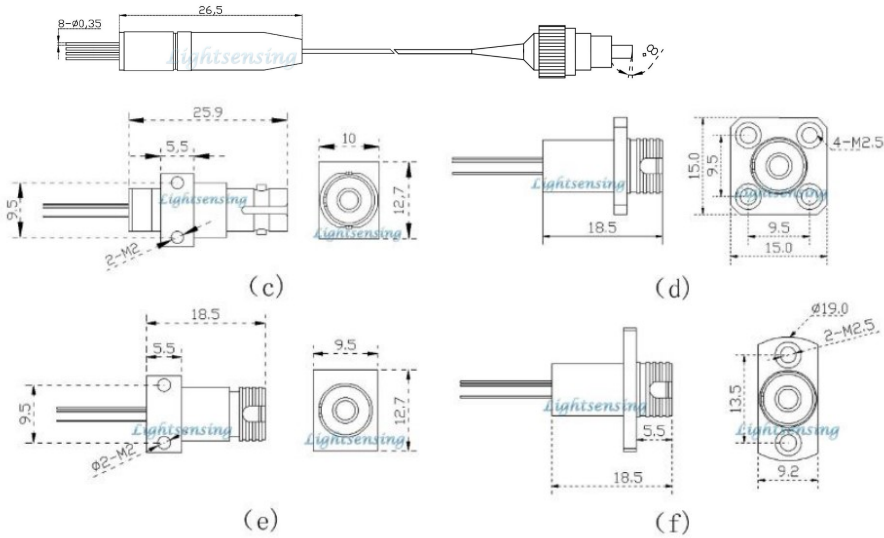 26,5
8-Ø0,35
Lightsensing
8°
25.9
5,5
9.5
Lightsensing
2-M2
10
12.7
Lightsensing
(c)
Lightsensing
18.5
15.0
9.5
4-M2.5
Lightsensing
9.5
15.0
(d)
18.5
5.5
9.5
Lightsensing
Ø2-M2
9.5
12.7
Lightsensing
(e)
Lightsensing
5.5
18.5
Ø19.0
2-M2.5
13.5
Lightsensing
9.2
(f)